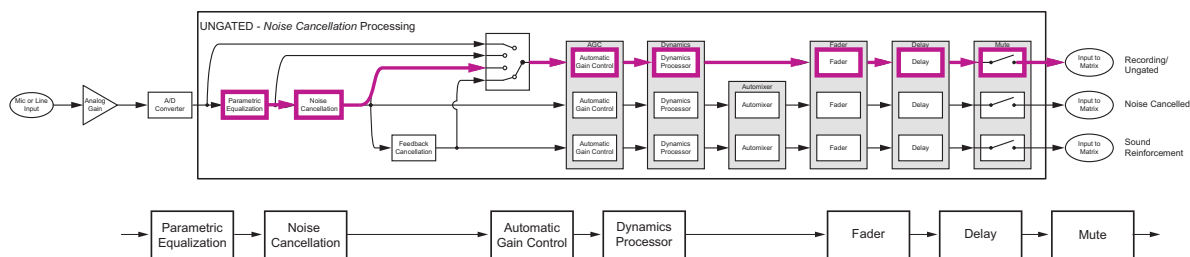 UNGATED - Noise Cancellation Processing
AGC
Dynamics
Fader
Delay
Mute
Automatic
Gain Control
Dynamics
Processor
Fader
Delay
Input to
Matrix
Recording/
Ungated
Mic or Line
Input
Analog
Gain
A/D
Converter
Parametric
Equalization
Noise
Cancellation
Automixer
Automatic
Gain Control
Dynamics
Processor
Automixer
Fader
Delay
Input to
Matrix
Noise Cancelled
Feedback
Cancellation
Automatic
Gain Control
Dynamics
Processor
Automixer
Fader
Delay
Input to
Matrix
Sound
Reinforcement
Parametric
Equalization
Noise
Cancellation
Automatic
Gain Control
Dynamics
Processor
Fader
Delay
Mute